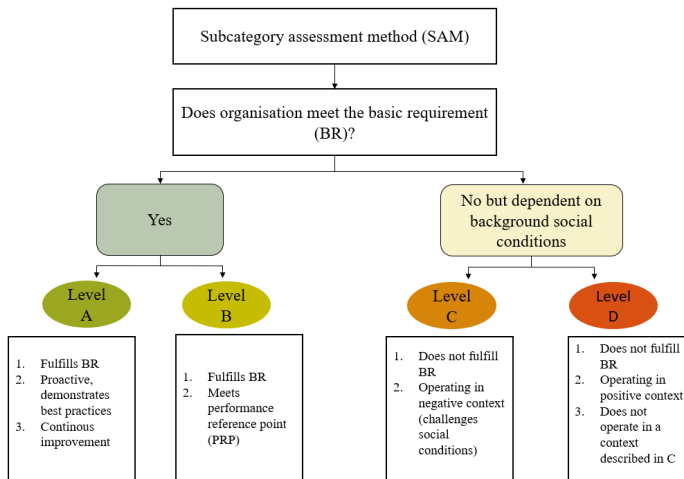 Subcategory assessment method (SAM)
Does organisation meet the basic requirement
(BR)?
Yes
No but dependent on
background social
conditions
Level
A
Level
B
Level
C
Level
D
1. Fulfills BR
2. Proactive,
demonstrates
best practices
3. Continous
improvement
1. Fulfills BR
2. Meets
performance
reference point
(PRP)
1. Does not fulfill
BR
2. Operating in
negative context
(challenges
social
conditions)
1. Does not fulfill
BR
2. Operating in
positive context
3. Does not
operate in a
context
described in C